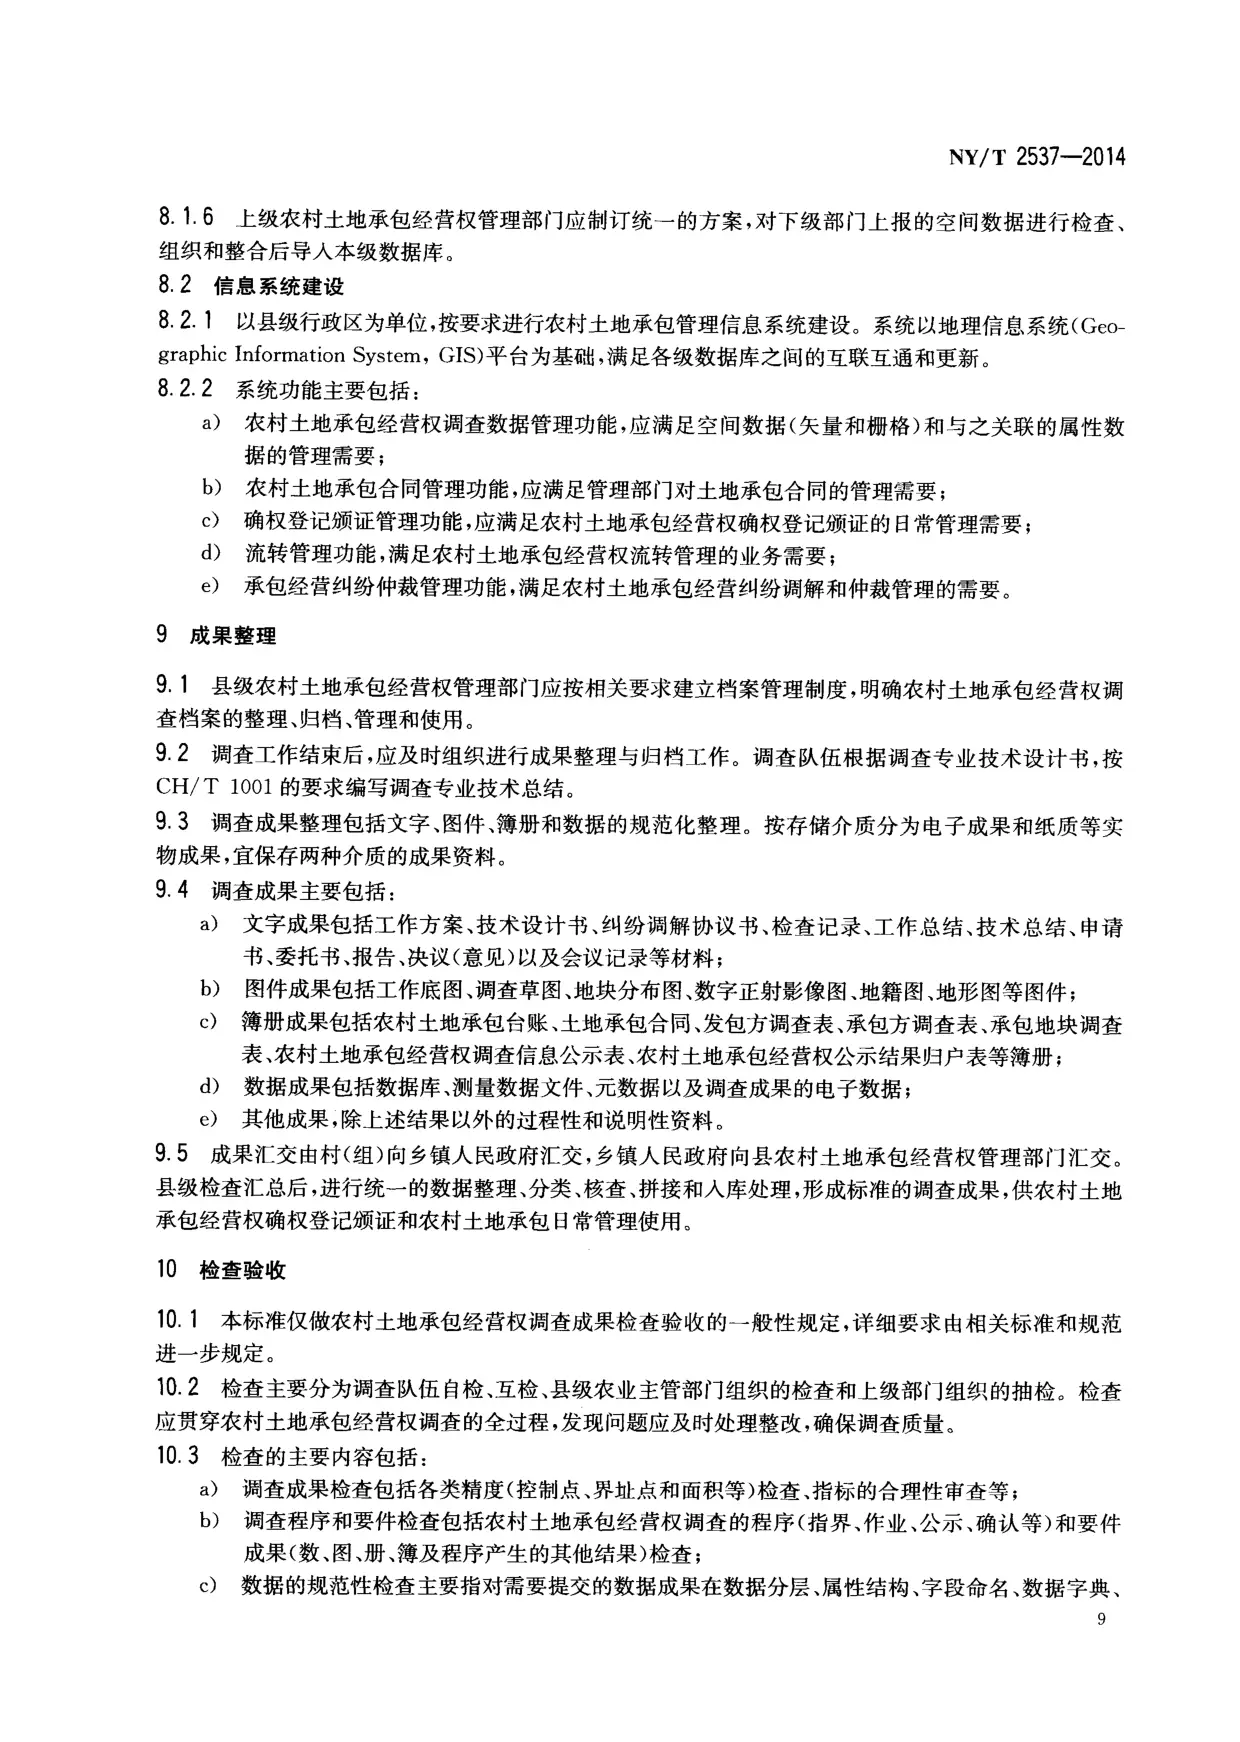 NY/T 2537—2014
8.1.6 上级农村土地承包经营权管理部门应制订统一的方案,对下级部门上报的空间数据进行检查、
组织和整合后导入本级数据库。
8.2 信息系统建设
8.2.1 以县级行政区为单位,按要求进行农村土地承包管理信息系统建设。系统以地理信息系统(Geo-
graphic Information System, GIS)平台为基础,满足各级数据库之间的互联互通和更新。
8.2.2 系统功能主要包括:
a) 农村土地承包经营权调查数据管理功能,应满足空间数据(矢量和栅格)和与之关联的属性数
据的管理需要;
b) 农村土地承包合同管理功能,应满足管理部门对土地承包合同的管理需要;
c) 确权登记颁证管理功能,应满足农村土地承包经营权确权登记颁证的日常管理需要;
d) 流转管理功能,满足农村土地承包经营权流转管理的业务需要;
e) 承包经营纠纷仲裁管理功能,满足农村土地承包经营纠纷调解和仲裁管理的需要。
9 成果整理
9.1 县级农村土地承包经营权管理部门应按相关要求建立档案管理制度,明确农村土地承包经营权调
查档案的整理、归档、管理和使用。
9.2 调查工作结束后,应及时组织进行成果整理与归档工作。调查队伍根据调查专业技术设计书,按
CH/T 1001 的要求编写调查专业技术总结。
9.3 调查成果整理包括文字、图件、簿册和数据的规范化整理。按存储介质分为电子成果和纸质等实
物成果,宜保存两种介质的成果资料。
9.4 调查成果主要包括:
a) 文字成果包括工作方案、技术设计书、纠纷调解协议书、检查记录、工作总结、技术总结、申请
书、委托书、报告、决议(意见)以及会议记录等材料;
b) 图件成果包括工作底图、调查草图、地块分布图、数字正射影像图、地籍图、地形图等图件;
c) 簿册成果包括农村土地承包台账、土地承包合同、发包方调查表、承包方调查表、承包地块调查
表、农村土地承包经营权调查信息公示表、农村土地承包经营权公示结果归户表等簿册;
d) 数据成果包括数据库、测量数据文件、元数据以及调查成果的电子数据;
e) 其他成果,除上述结果以外的过程性和说明性资料。
9.5 成果汇交由村(组)向乡镇人民政府汇交,乡镇人民政府向县农村土地承包经营权管理部门汇交。
县级检查汇总后,进行统一的数据整理、分类、核查、拼接和入库处理,形成标准的调查成果,供农村土地
承包经营权确权登记颁证和农村土地承包日常管理使用。
10 检查验收
10.1 本标准仅做农村土地承包经营权调查成果检查验收的一般性规定,详细要求由相关标准和规范
进一步规定。
10.2 检查主要分为调查队伍自检、互检、县级农业主管部门组织的检查和上级部门组织的抽检。检查
应贯穿农村土地承包经营权调查的全过程,发现问题应及时处理整改,确保调查质量。
10.3 检查的主要内容包括:
a) 调查成果检查包括各类精度(控制点、界址点和面积等)检查、指标的合理性审查等;
b) 调查程序和要件检查包括农村土地承包经营权调查的程序(指界、作业、公示、确认等)和要件
成果(数、图、册、簿及程序产生的其他结果)检查;
c) 数据的规范性检查主要指对需要提交的数据成果在数据分层、属性结构、字段命名、数据字典、
9